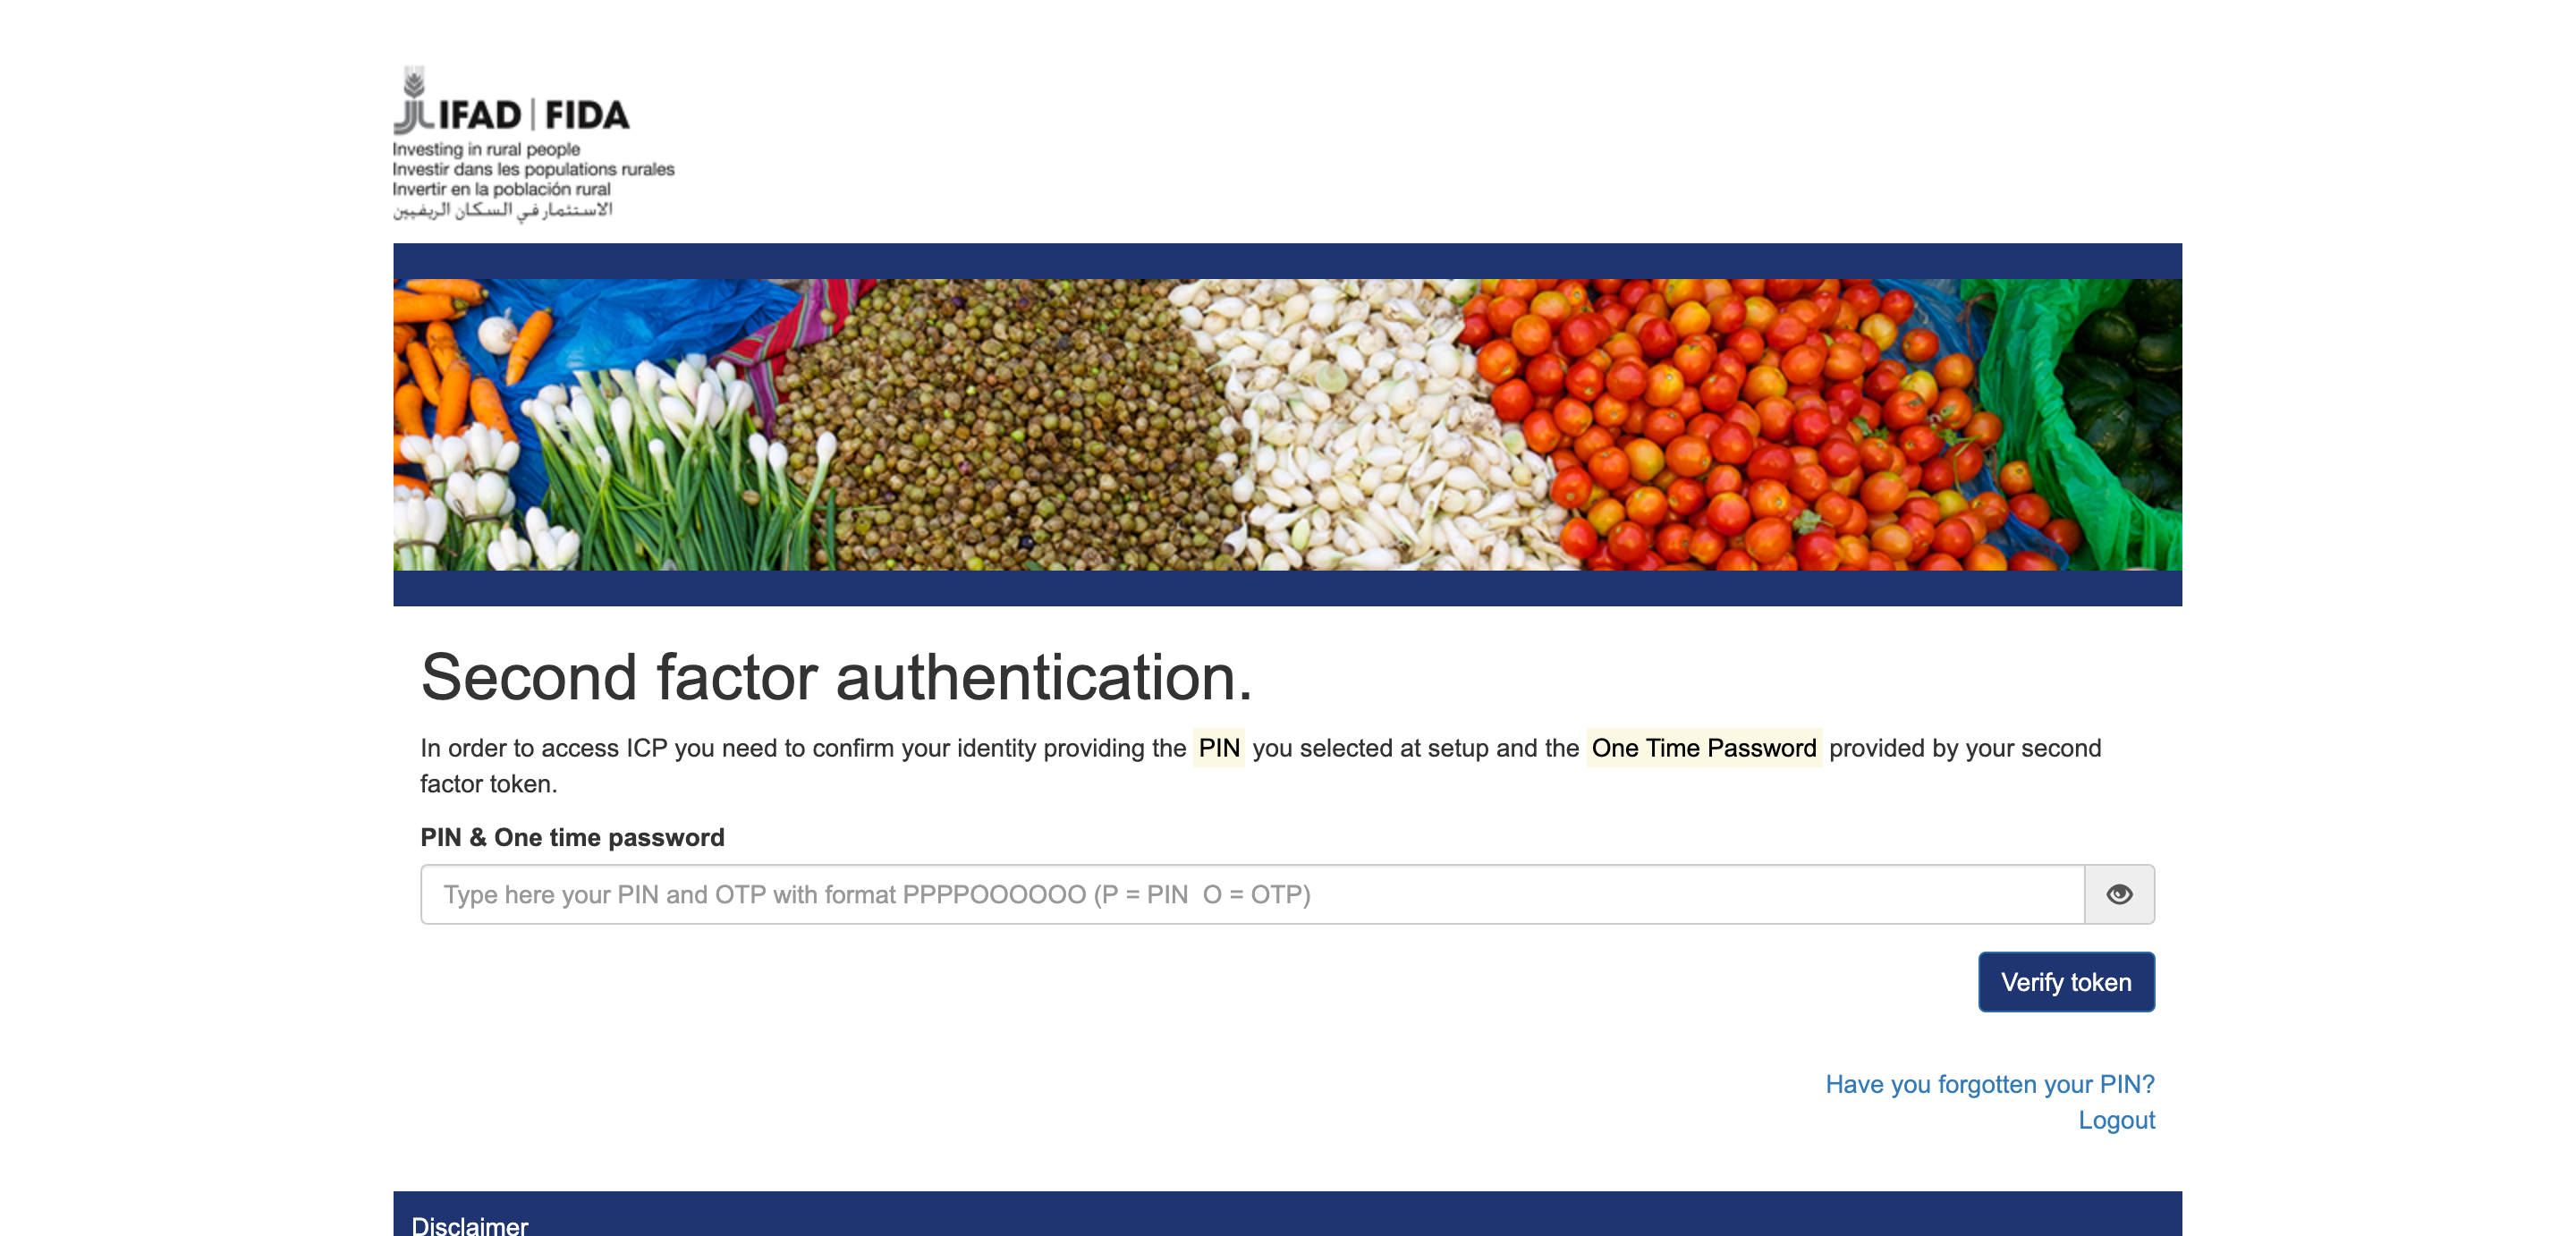 IFAD | FIDA
Investing in rural people
Investir dans les populations rurales
Invertir en la población rural
الاستثمار في السكان الريفيين
Second factor authentication.
In order to access ICP you need to confirm your identity providing the PIN you selected at setup and the One Time Password provided by your second
factor token.
PIN & One time password
Type here your PIN and OTP with format PPPPOOOOOO (P = PIN  O = OTP)
Verify token
Have you forgotten your PIN?
Logout
Disclaimer